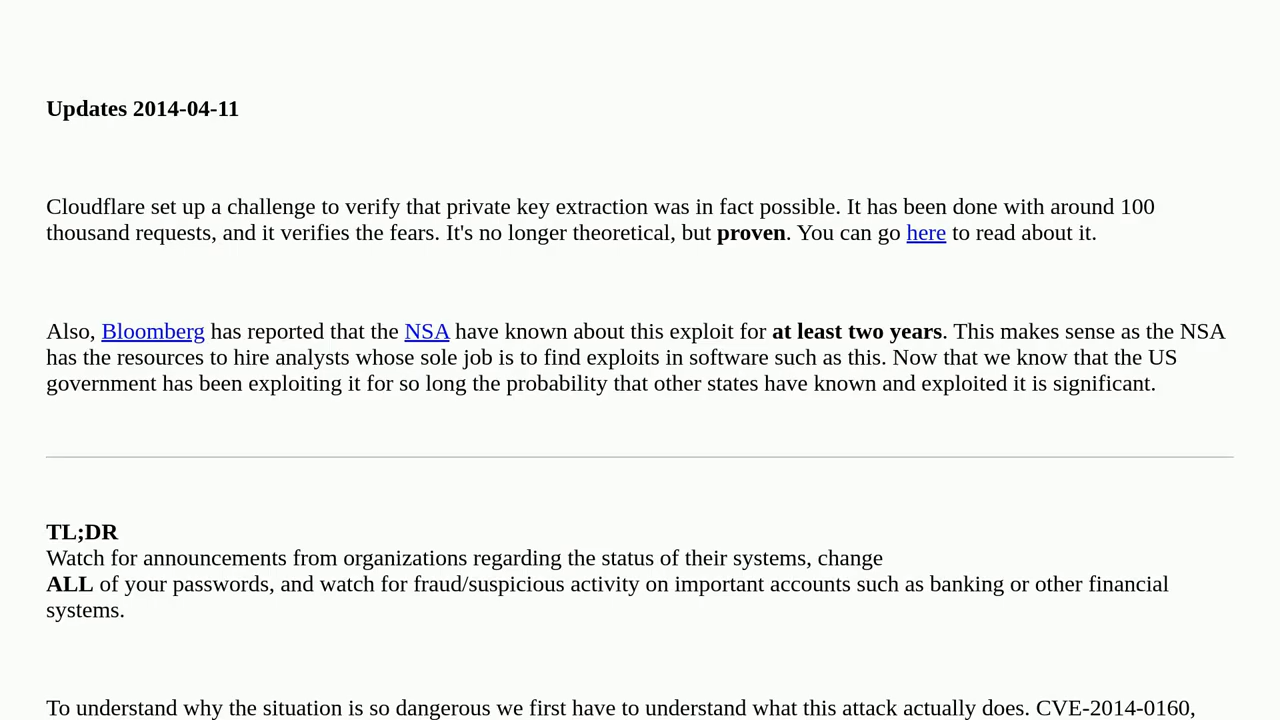 Updates 2014-04-11
Cloudflare set up a challenge to verify that private key extraction was in fact possible. It has been done with around 100
thousand requests, and it verifies the fears. It's no longer theoretical, but proven. You can go here to read about it.
Also, Bloomberg has reported that the NSA have known about this exploit for at least two years. This makes sense as the NSA
has the resources to hire analysts whose sole job is to find exploits in software such as this. Now that we know that the US
government has been exploiting it for so long the probability that other states have known and exploited it is significant.
TL;DR
Watch for announcements from organizations regarding the status of their systems, change
ALL of your passwords, and watch for fraud/suspicious activity on important accounts such as banking or other financial
systems.
To understand why the situation is so dangerous we first have to understand what this attack actually does. CVE-2014-0160,